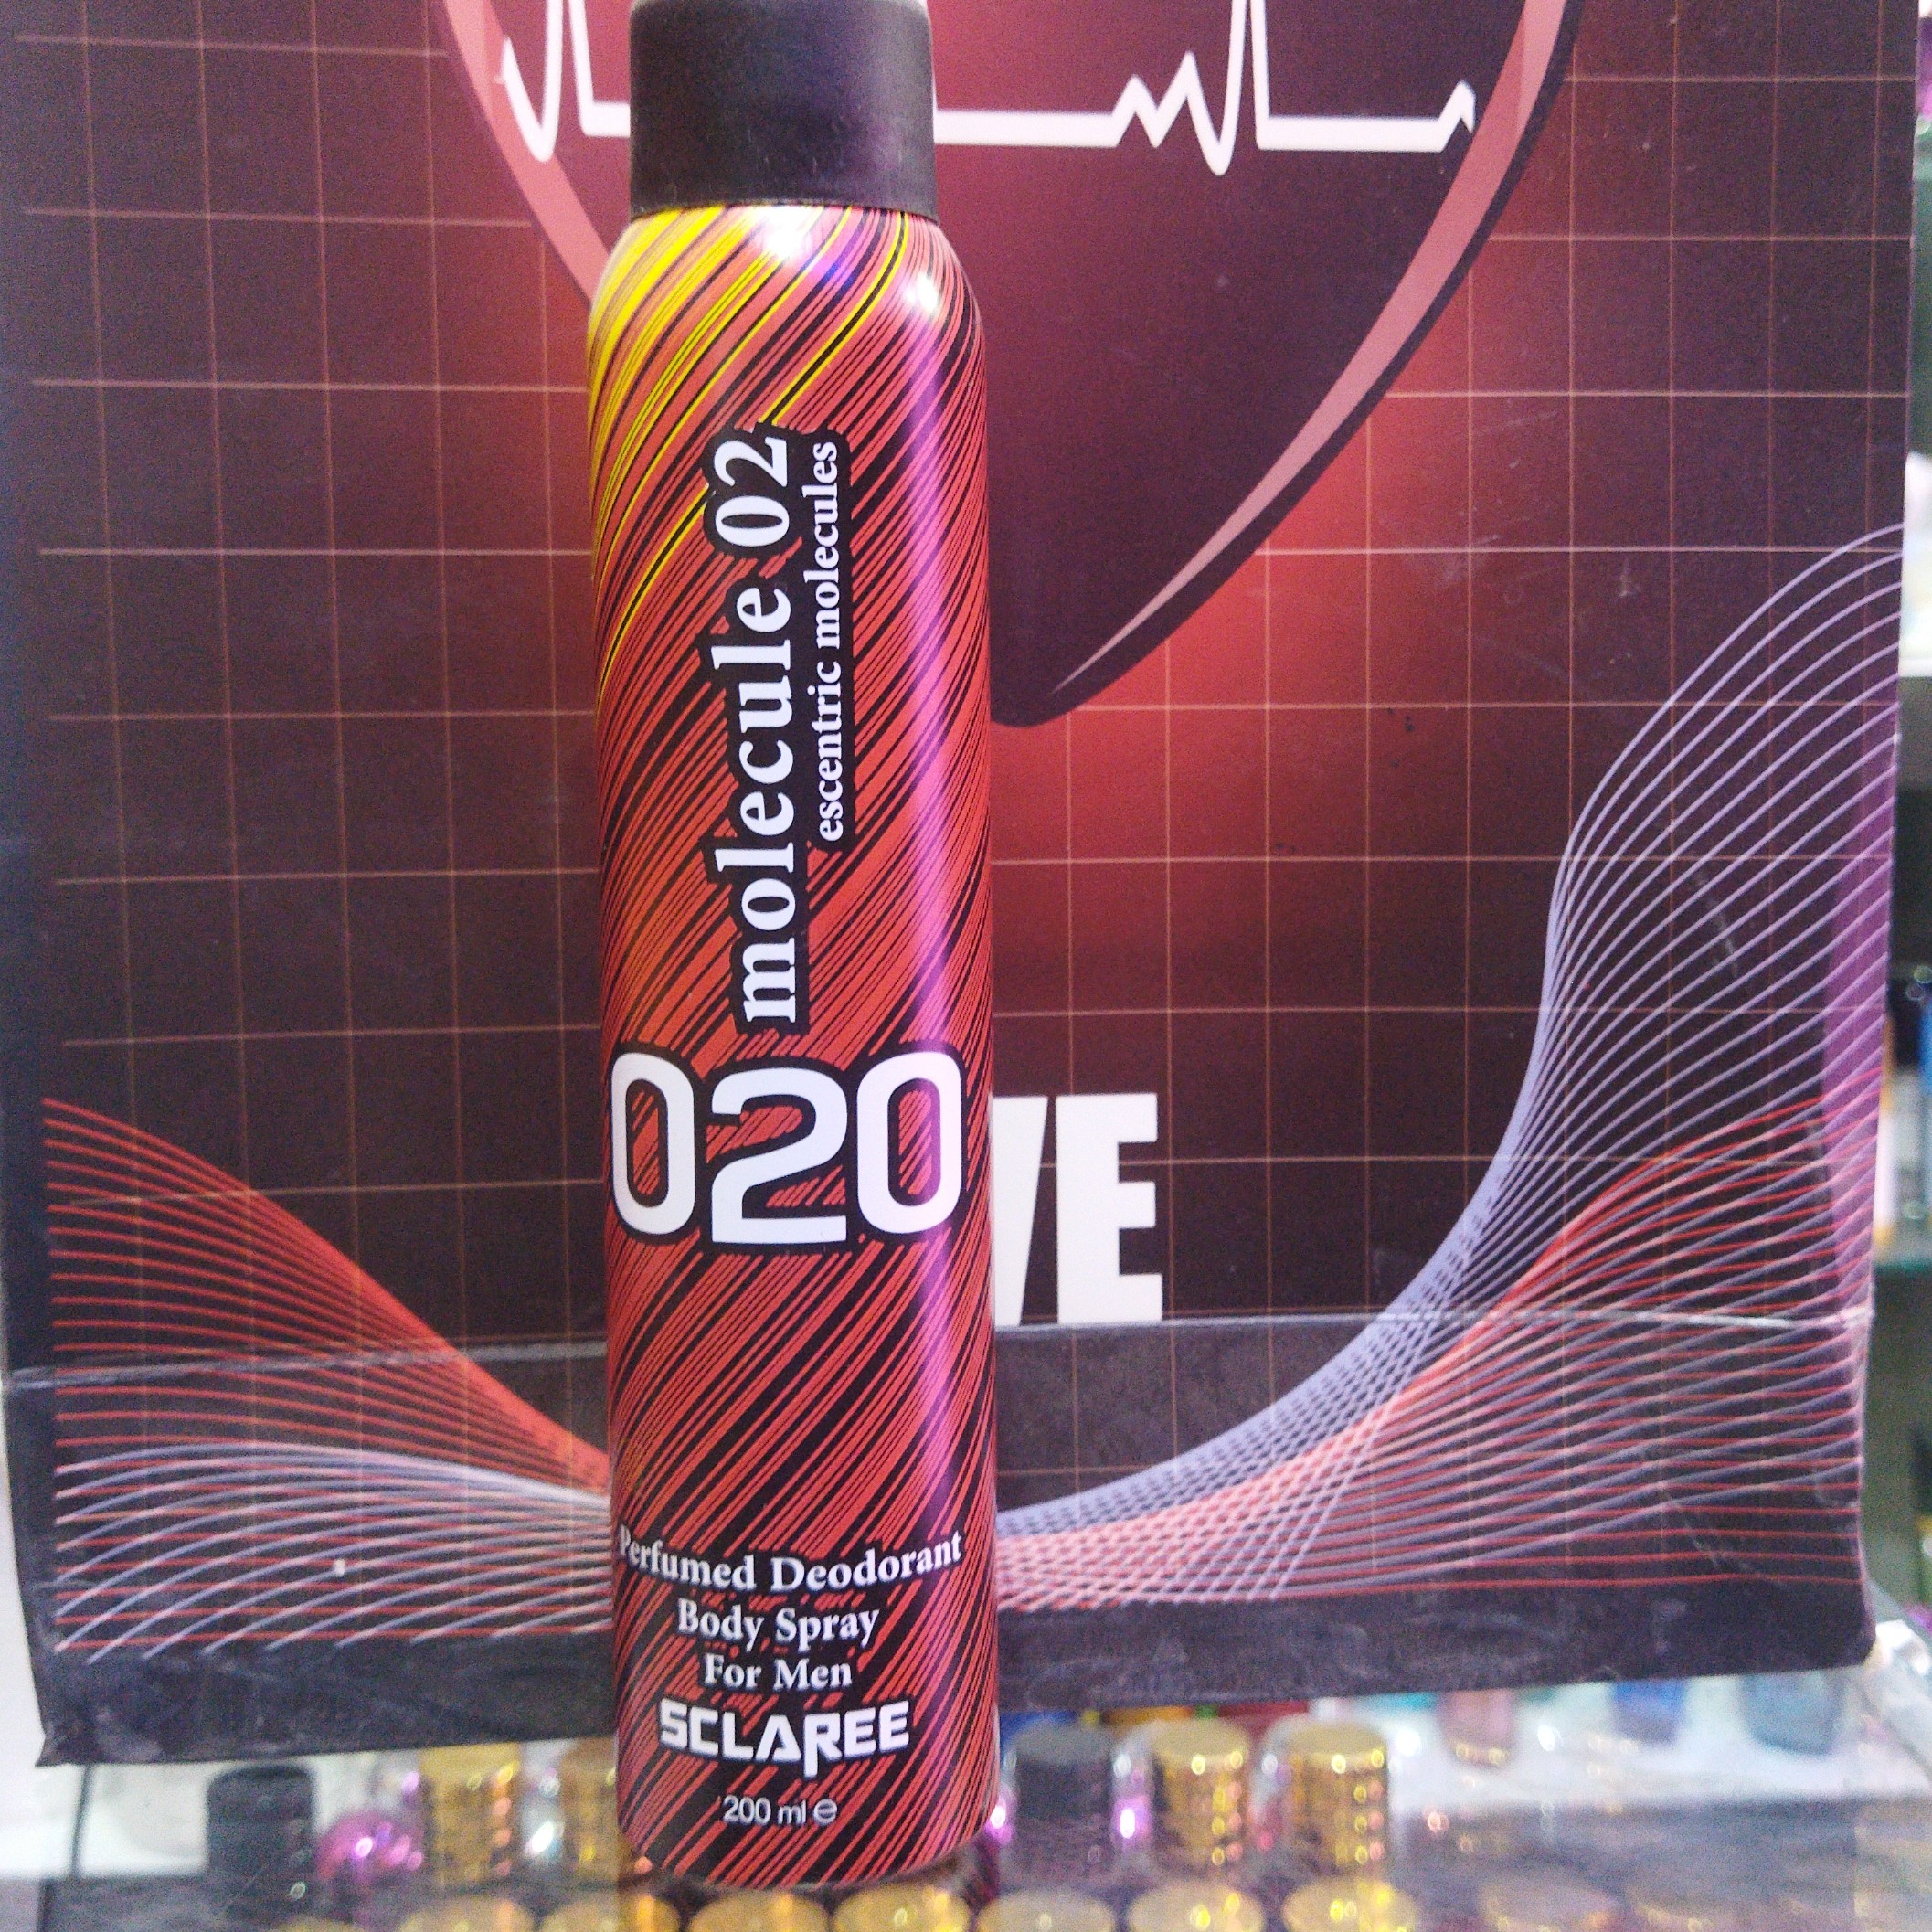 molecule 02
escentric molecules
020
VE
Perfumed Deodorant
Body Spray
For Men
SCLAREE
200 ml e